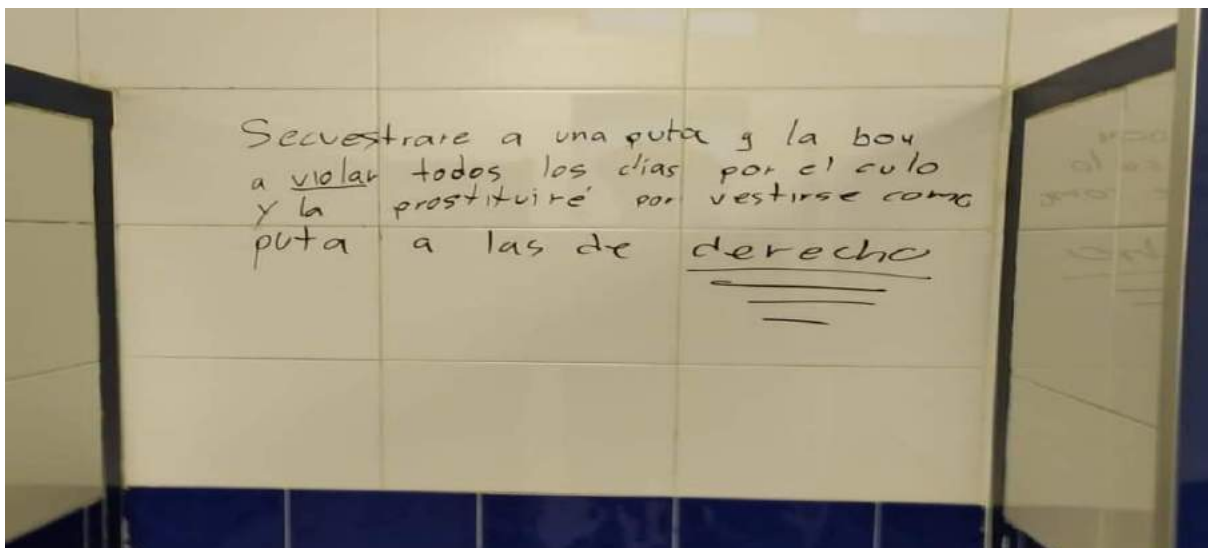 Secuestrare a una puta y la boy
a violar todos los dias por el culo
y la prostituiré por vestirse como
puta a las de derecho